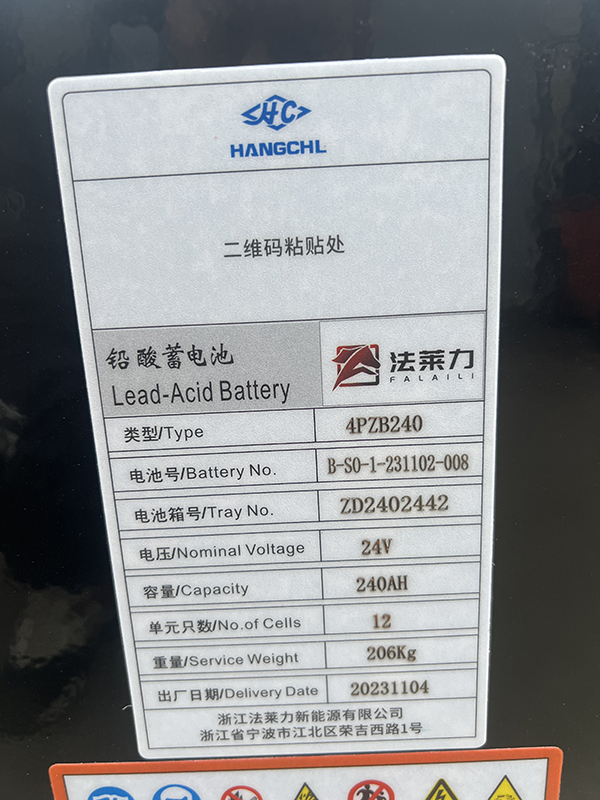 HC
HANGCHL
二维码粘贴处
铅酸蓄电池
Lead-Acid Battery
法莱力
FALAILI
类型/Type 4PZB240
电池号/Battery No. B-SO-1-231102-008
电池箱号/Tray No. ZD2402442
电压/Nominal Voltage 24V
容量/Capacity 240AH
单元只数/No.of Cells 12
重量/Service Weight 206Kg
出厂日期/Delivery Date 20231104
浙江法莱力新能源有限公司
浙江省宁波市江北区荣吉西路1号